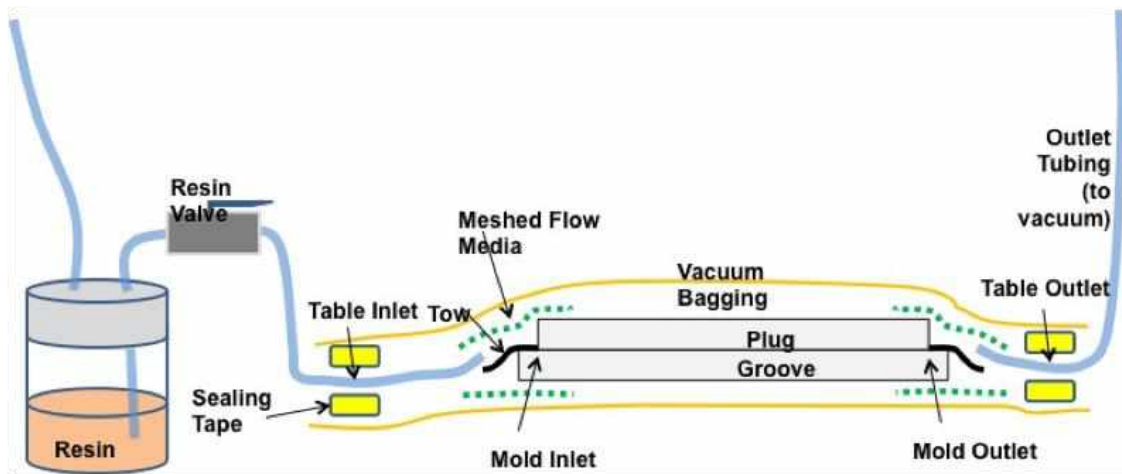 Outlet
Tubing
(to
vacuum)
Resin
Valve
Meshed Flow
Media
Vacuum
Bagging
Table Inlet
Tow
Table Outlet
Plug
Groove
Sealing
Tape
Resin
Mold Inlet
Mold Outlet